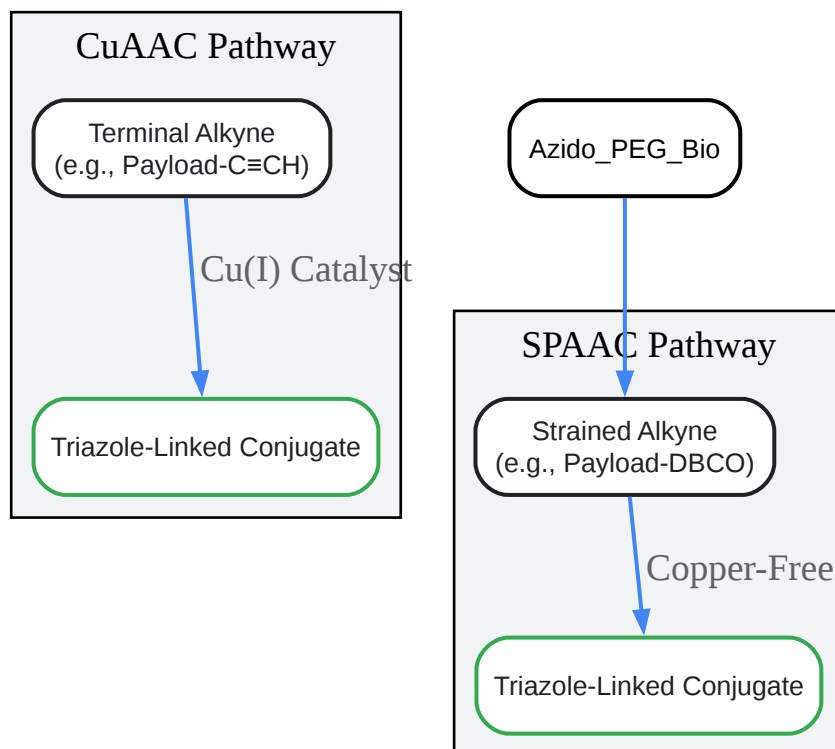 CuAAC Pathway
Terminal Alkyne
(e.g., Payload-C≡CH)
Cu(I) Catalyst
Triazole-Linked Conjugate
Azido_PEG_Bio
SPAAC Pathway
Strained Alkyne
(e.g., Payload-DBCO)
Copper-Free
Triazole-Linked Conjugate